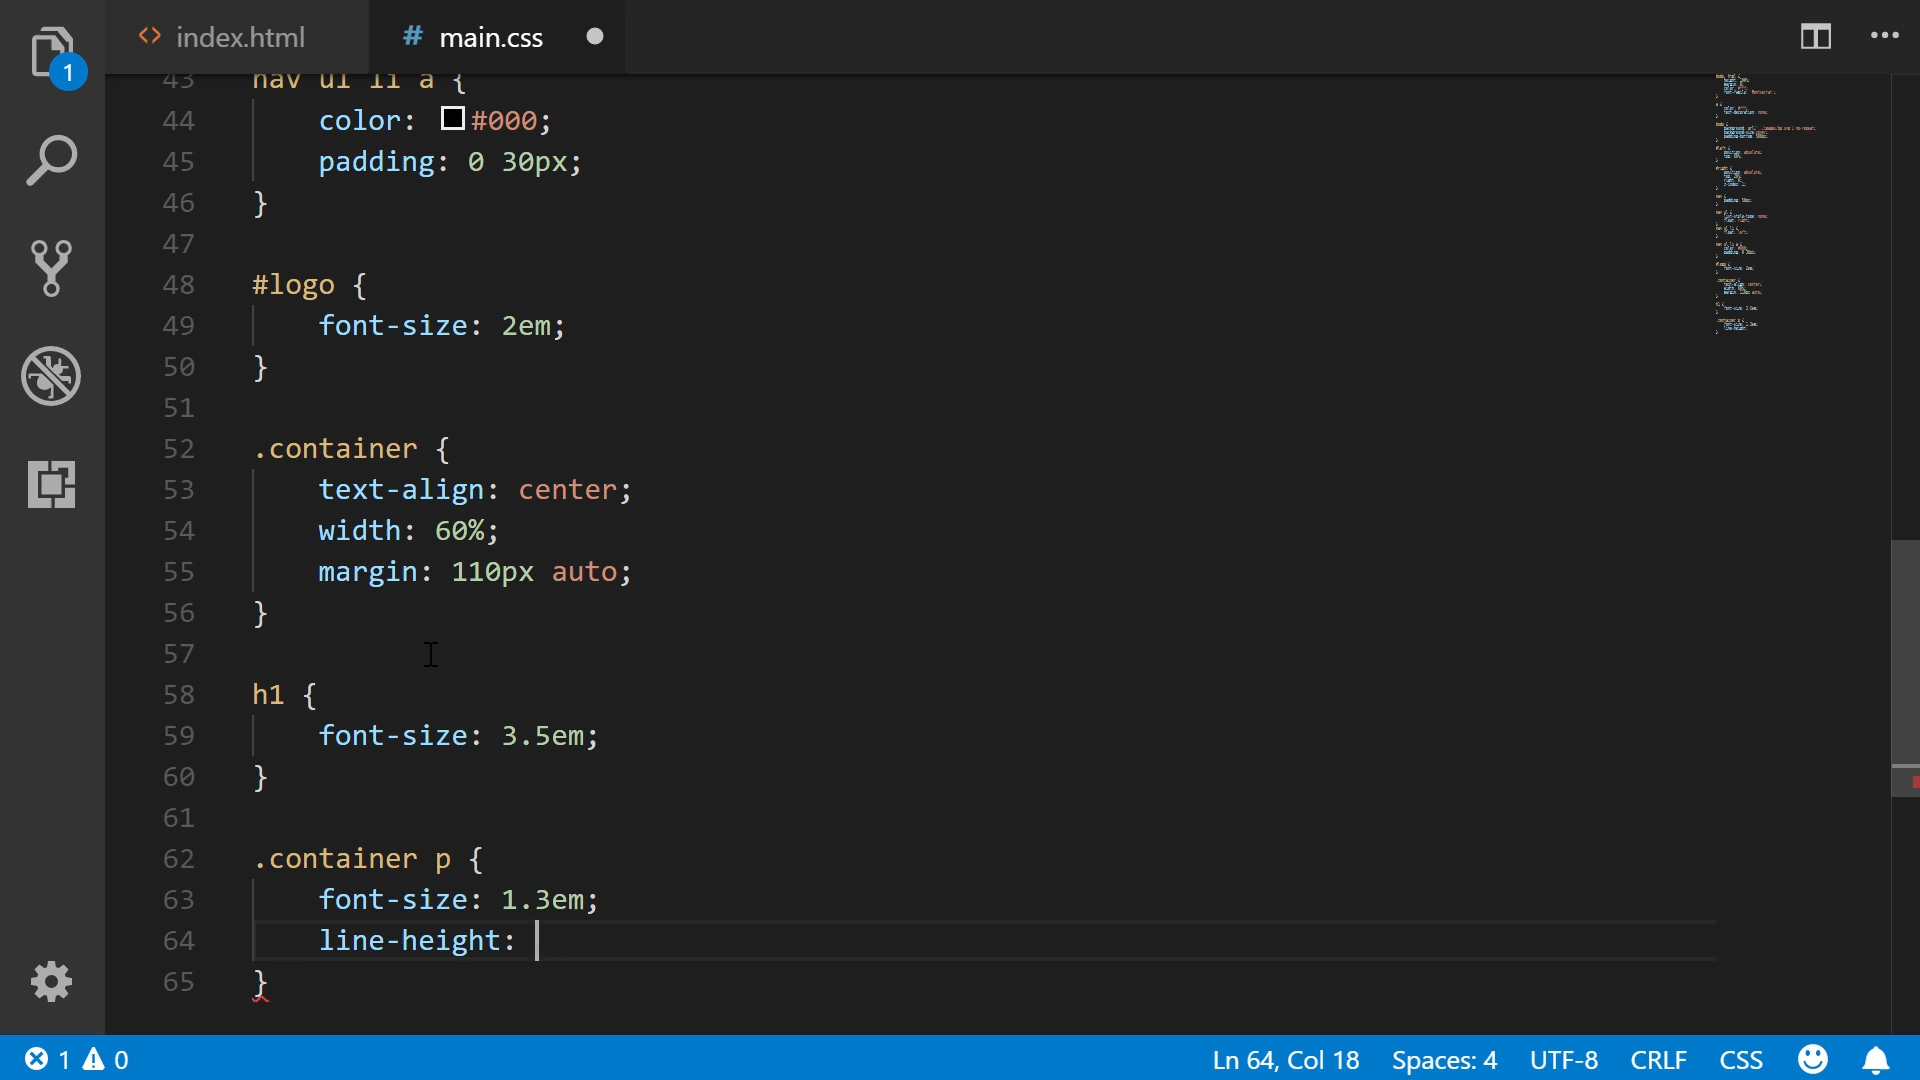 1
index.html
# main.css
43 nav ul li a {
44 color: #000;
45 padding: 0 30px;
46 }
47
48 #logo {
49 font-size: 2em;
50 }
51
52 .container {
53 text-align: center;
54 width: 60%;
55 margin: 110px auto;
56 }
57
58 h1 {
59 font-size: 3.5em;
60 }
61
62 .container p {
63 font-size: 1.3em;
64 line-height:
65 }
1 0 Ln 64, Col 18 Spaces: 4 UTF-8 CRLF CSS